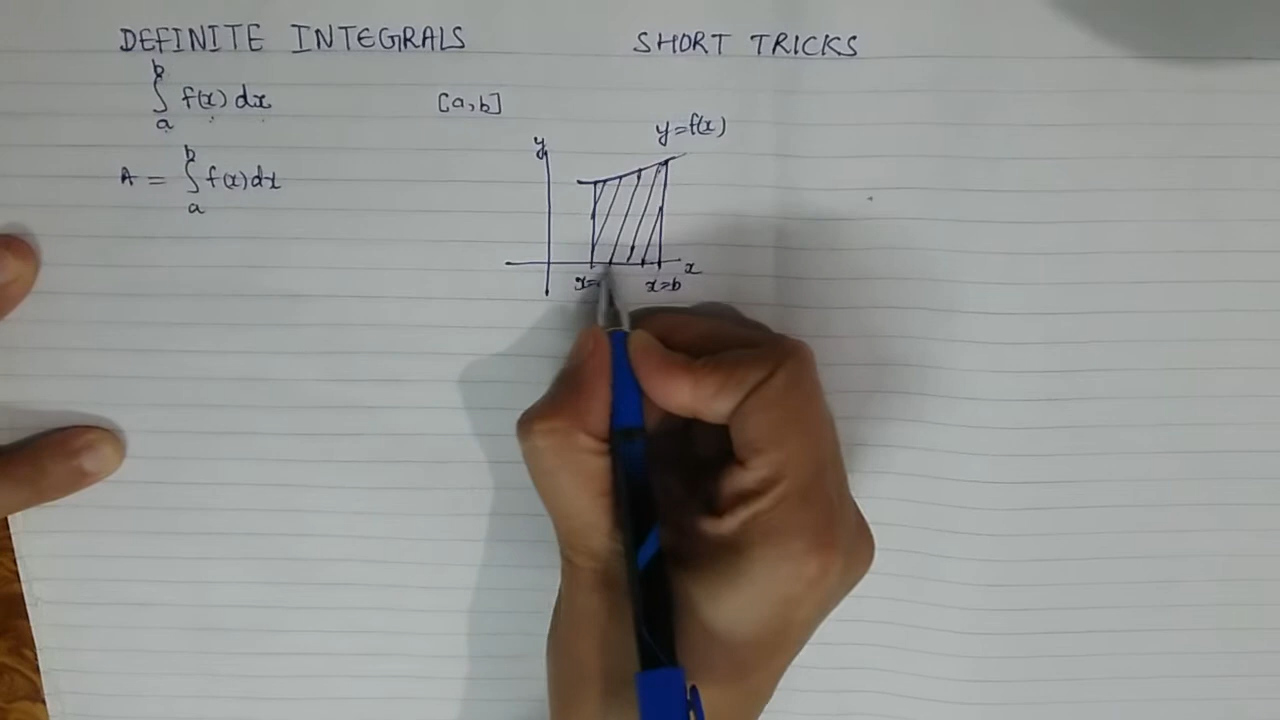 DEFINITE INTEGRALS SHORT TRICKS
∫ₐᵇ f(x) dx [a,b]
y y=f(x)
A = ∫ₐᵇ f(x)dx
x
x= x=b